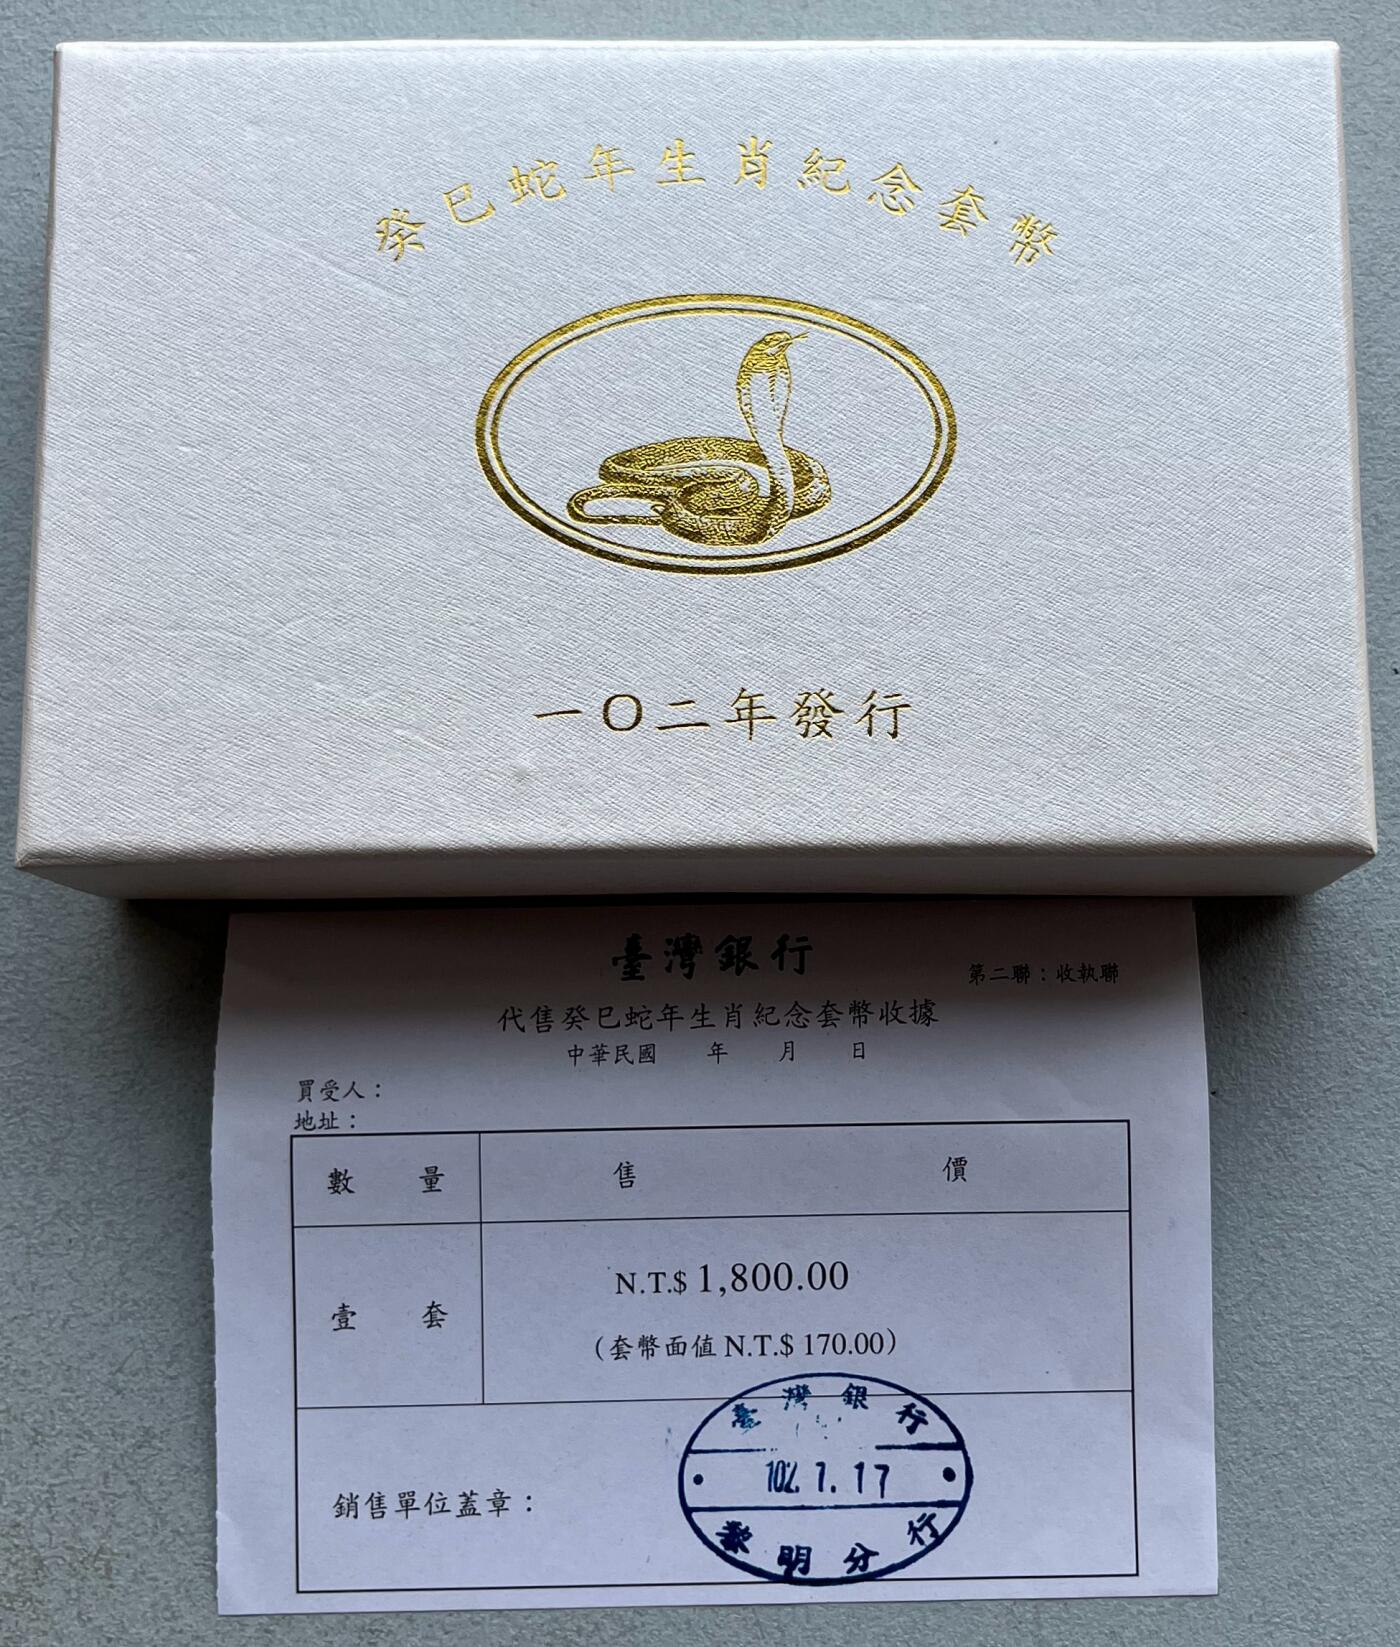 癸巳蛇年生肖紀念套幣
一〇二年發行
臺灣銀行
第二聯：收執聯
代售癸巳蛇年生肖紀念套幣收據
中華民國　年　月　日
買受人：
地址：
數量　售價
壹套　N.T.$ 1,800.00
（套幣面值 N.T.$ 170.00）
銷售單位蓋章：
臺灣銀行
102. 1. 17
黎明分行